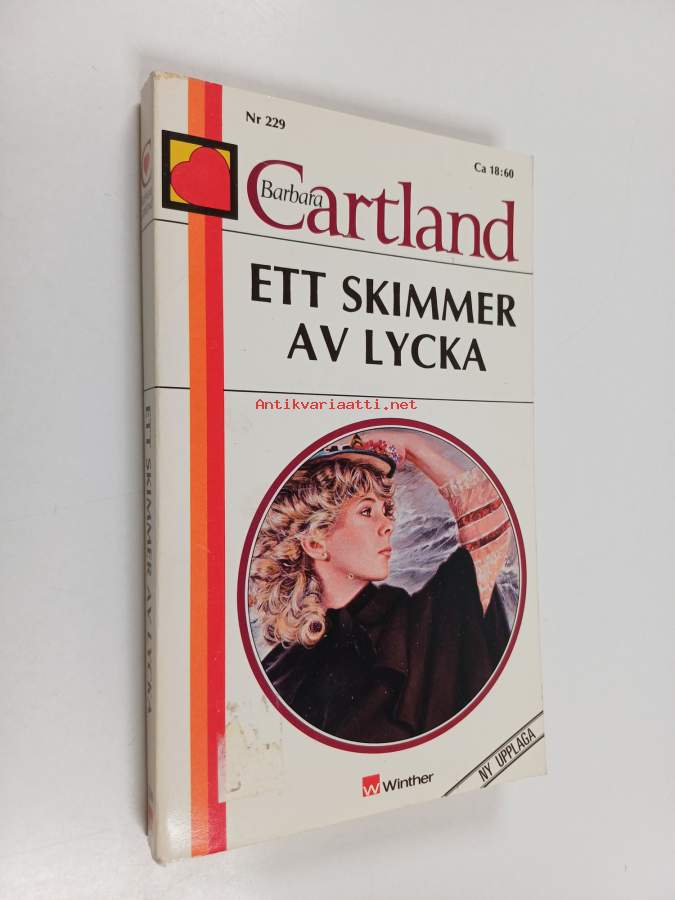 Nr 229
Ca 18:60
Barbara
Cartland
ETT SKIMMER
AV LYCKA
Antikvariaatti.net
ETT SKIMMER AV LYCKA
NY UPPLAGA
W Winther